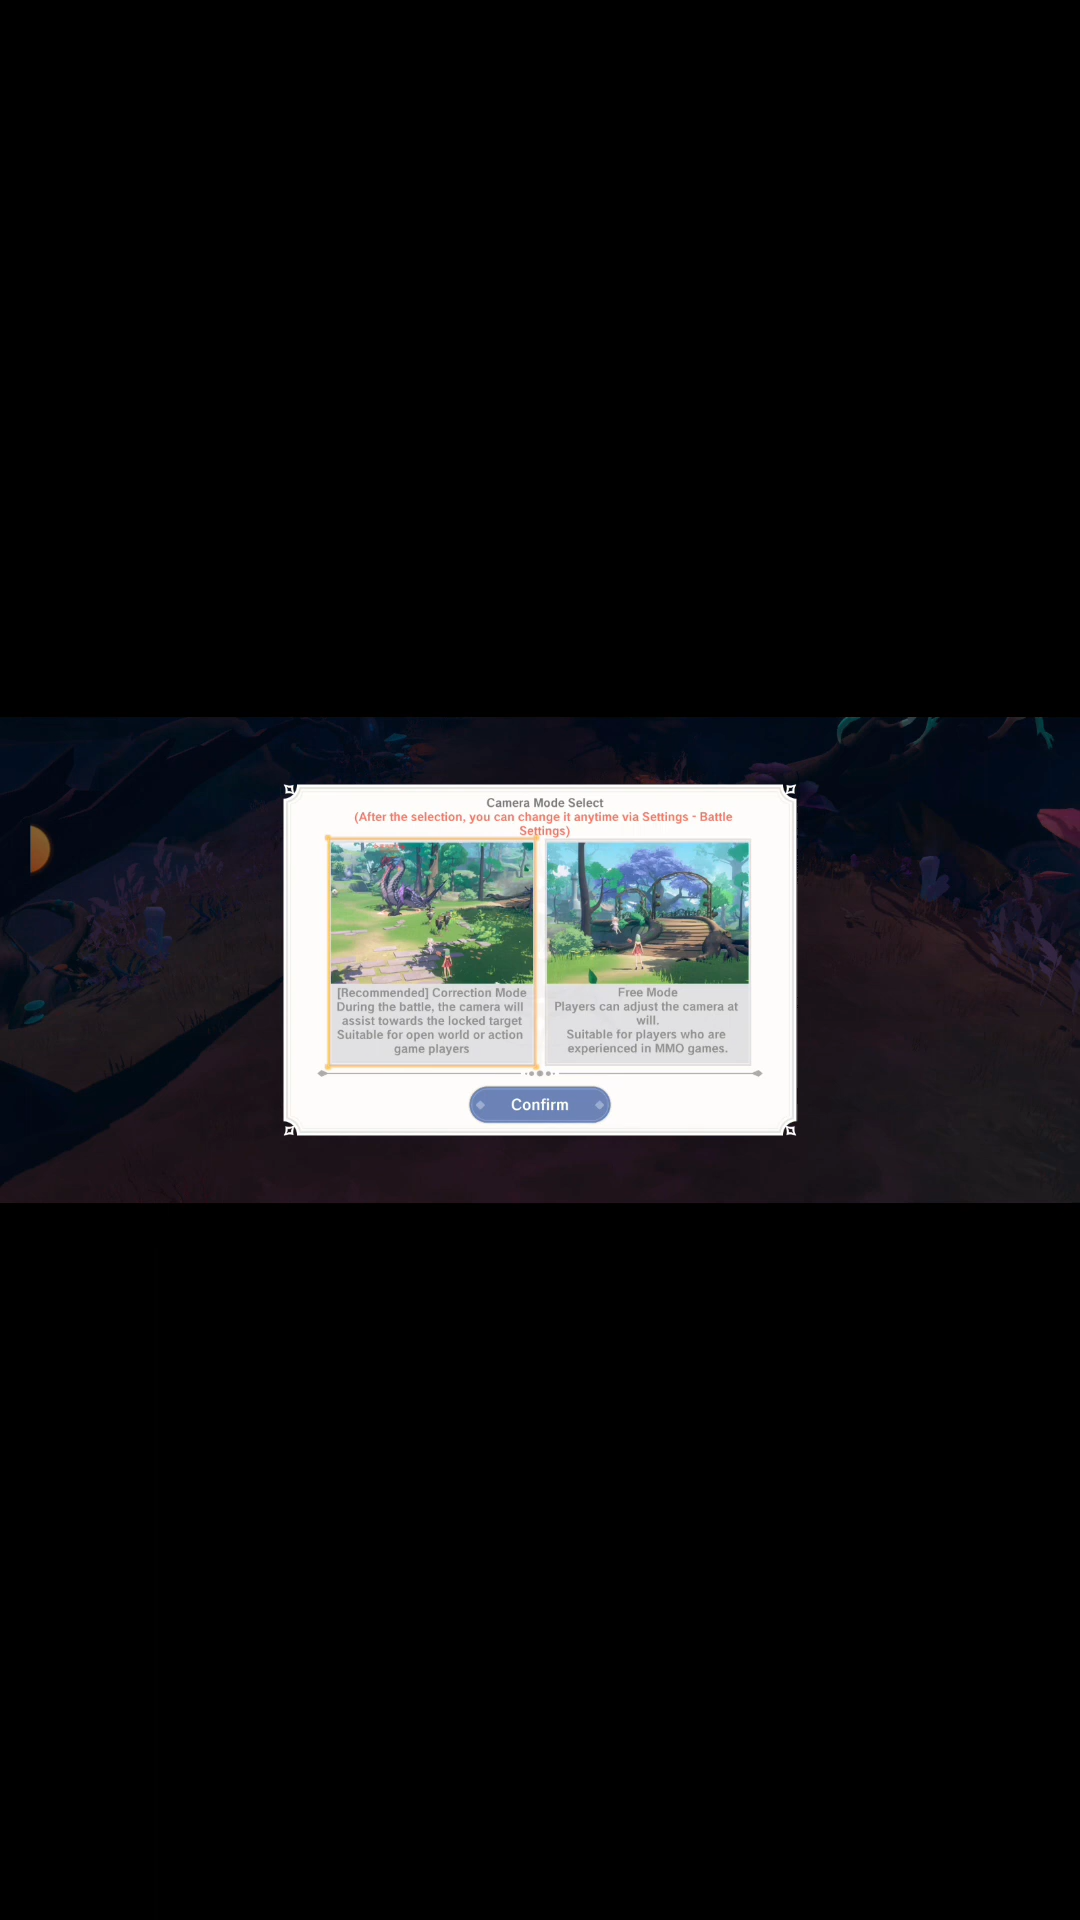 Camera Mode Select
(After the selection, you can change it anytime via Settings - Battle
Settings)
[Recommended] Correction Mode
During the battle, the camera will
assist towards the locked target
Suitable for open world or action
game players
Free Mode
Players can adjust the camera at
will.
Suitable for players who are
experienced in MMO games.
Confirm